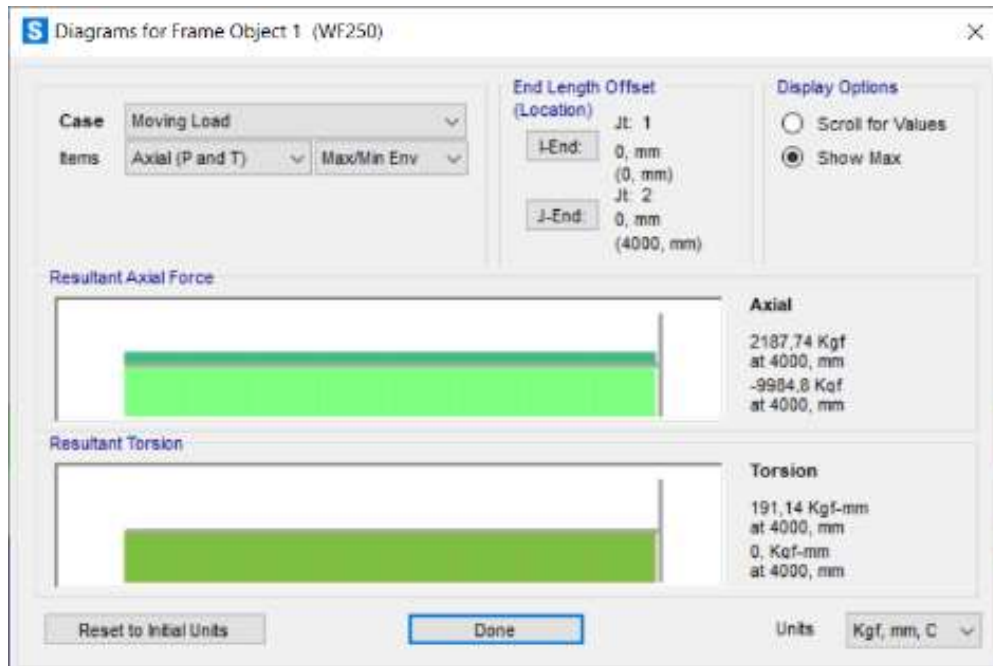 S Diagrams for Frame Object 1 (WF250)
Case Moving Load
Items Axial (P and T) Max/Min Env
End Length Offset
(Location)
Jt: 1
I-End: 0, mm
(0, mm)
Jt: 2
J-End: 0, mm
(4000, mm)
Display Options
Scroll for Values
Show Max
Resultant Axial Force
Axial
2187,74 Kgf
at 4000, mm
-9984,8 Kgf
at 4000, mm
Resultant Torsion
Torsion
191,14 Kgf-mm
at 4000, mm
0, Kgf-mm
at 4000, mm
Reset to Initial Units
Done
Units Kgf, mm, C